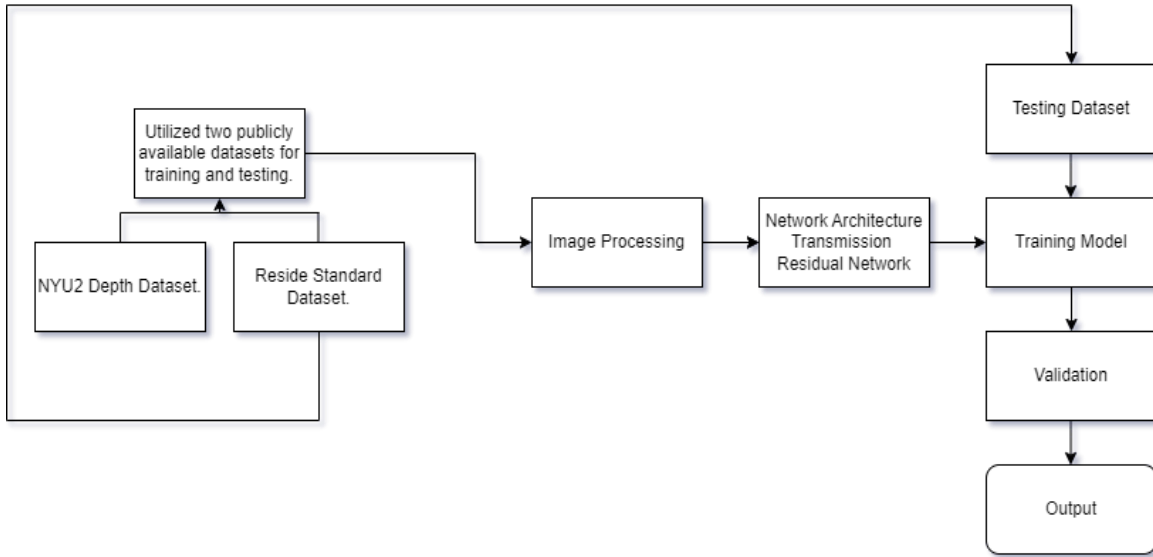 Testing Dataset
Utilized two publicly
available datasets for
training and testing.
Image Processing
Network Architecture
Transmission
Residual Network
Training Model
NYU2 Depth Dataset.
Reside Standard
Dataset.
Validation
Output